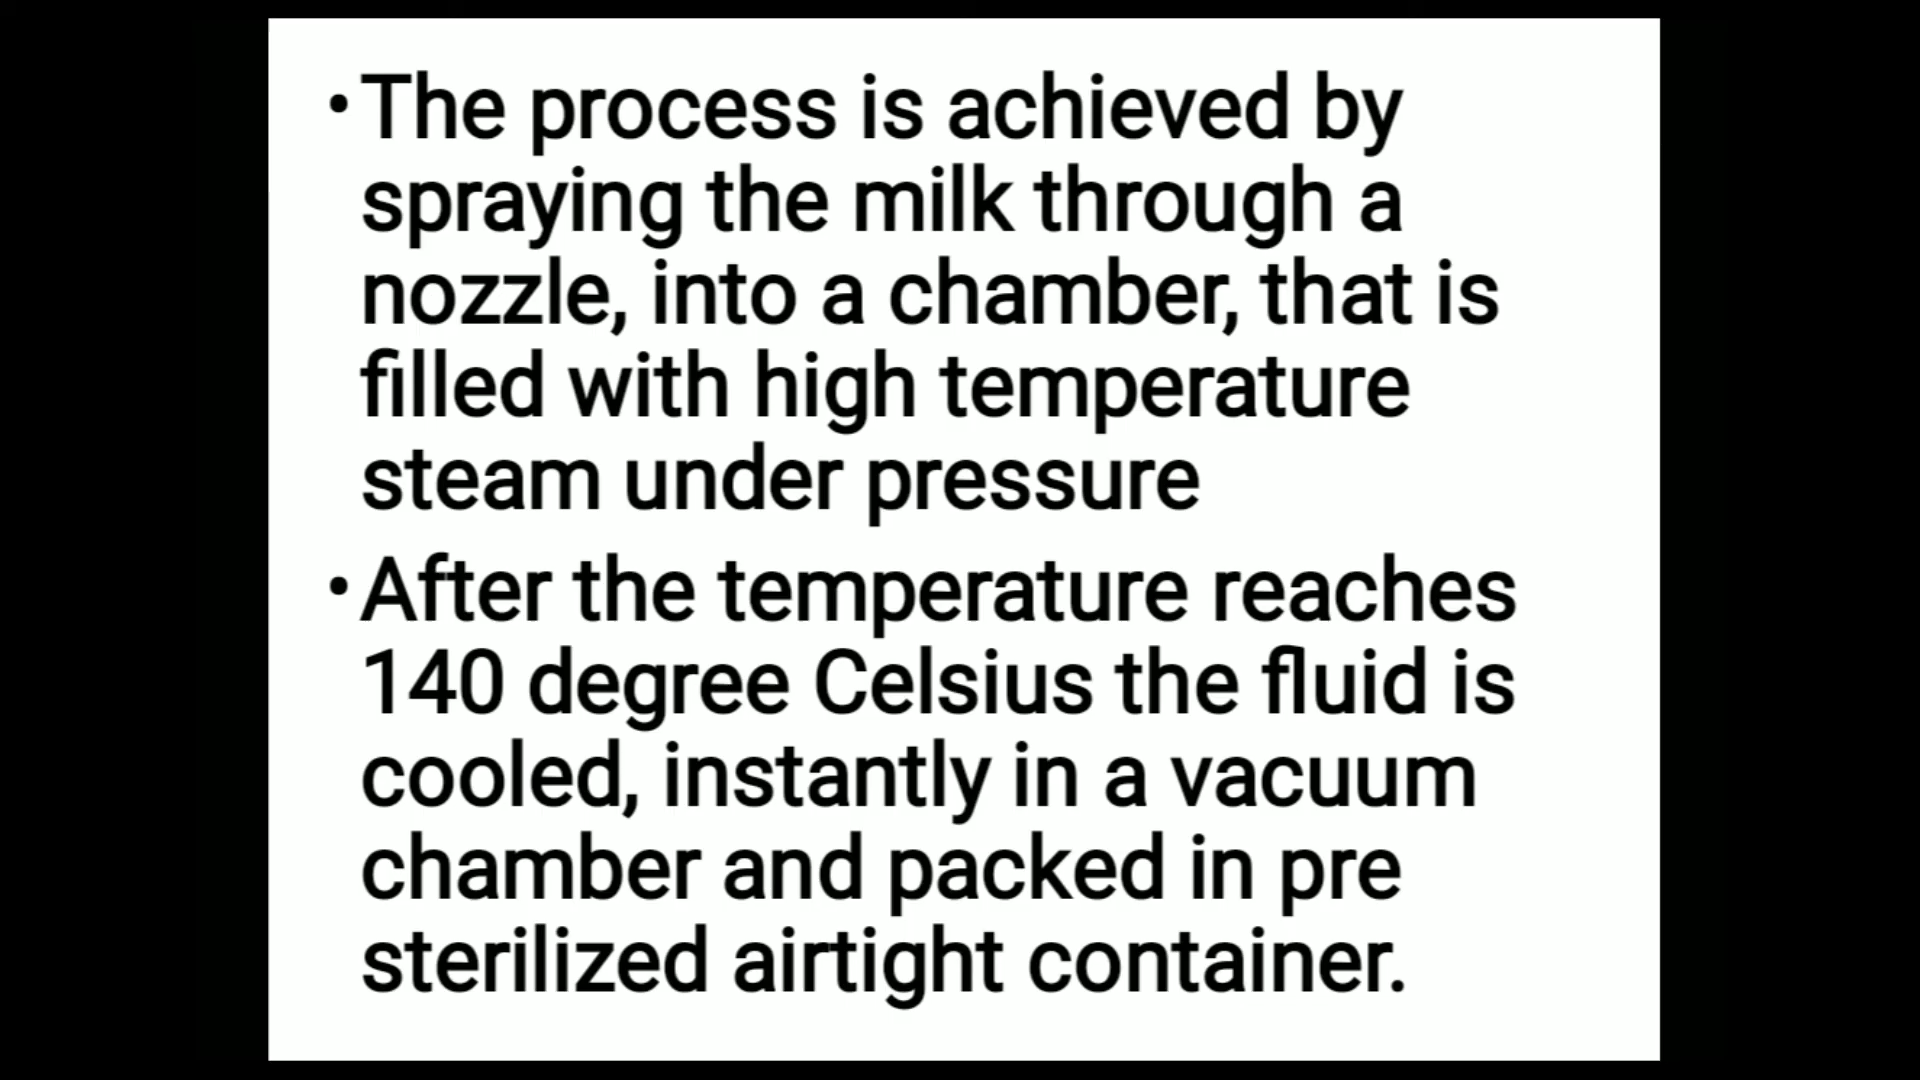 •The process is achieved by
spraying the milk through a
nozzle, into a chamber, that is
filled with high temperature
steam under pressure
•After the temperature reaches
140 degree Celsius the fluid is
cooled, instantly in a vacuum
chamber and packed in pre
sterilized airtight container.